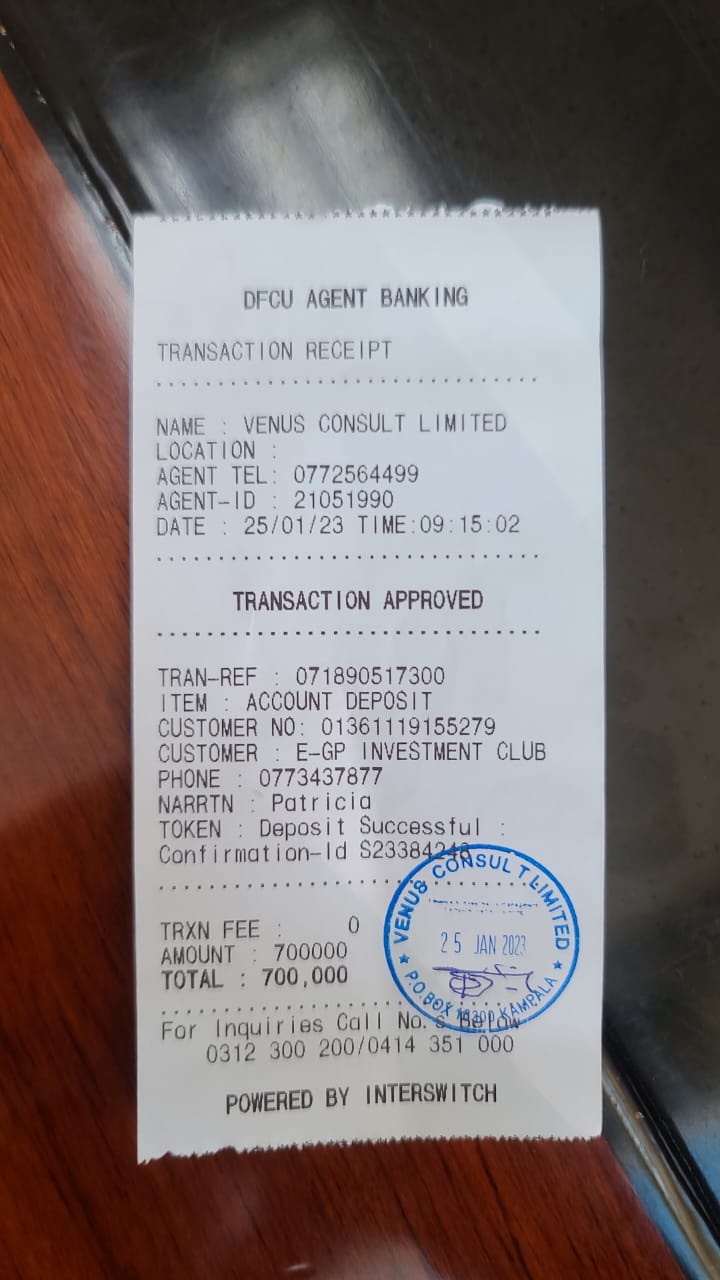 DFCU AGENT BANKING
TRANSACTION RECEIPT
NAME : VENUS CONSULT LIMITED
LOCATION :
AGENT TEL: 0772564499
AGENT-ID : 21051990
DATE : 25/01/23 TIME:09:15:02
TRANSACTION APPROVED
TRAN-REF : 071890517300
ITEM : ACCOUNT DEPOSIT
CUSTOMER NO: 01361119155279
CUSTOMER : E-GP INVESTMENT CLUB
PHONE : 0773437877
NARRTN : Patricia
TOKEN : Deposit Successful :
Confirmation-Id S23384248
TRXN FEE : 0
AMOUNT : 700000
TOTAL : 700,000
For Inquiries Call No.s Below
0312 300 200/0414 351 000
POWERED BY INTERSWITCH
VENUS CONSULT LIMITED
25 JAN 2023
P.O.BOX KAMPALA